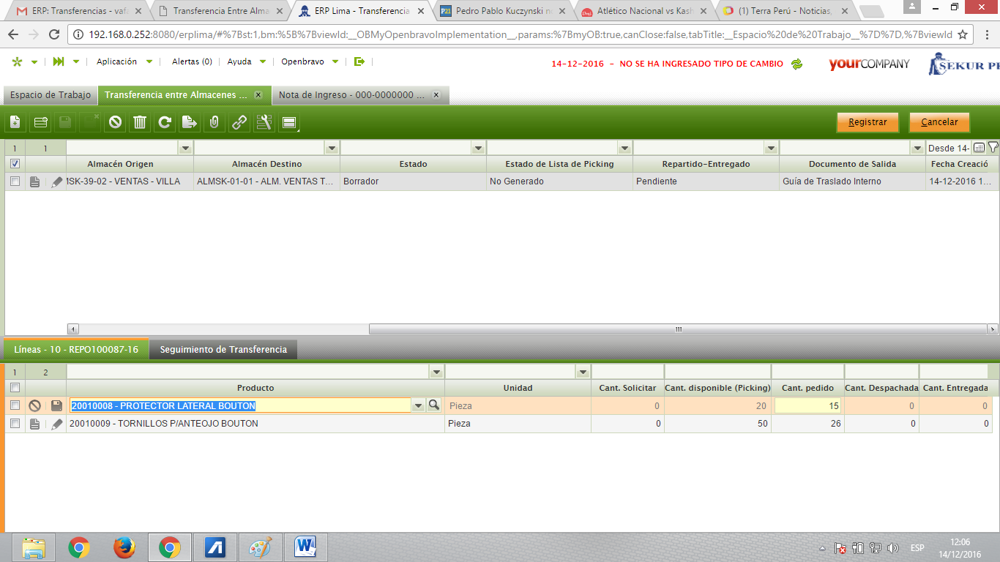 ERP: Transferencias - vafa
Transferencia Entre Alma
ERP Lima - Transferencia
Pedro Pablo Kuczynski n
Atlético Nacional vs Kash
(1) Terra Perú - Noticias,
192.168.0.252:8080/erplima/#%7Bst:1,bm:%5B%7BviewId:__OBMyOpenbravoImplementation__,params:%7BmyOB:true,canClose:false,tabTitle:__Espacio%20de%20Trabajo__%7D%7D,%7BviewId
Aplicación Alertas (0) Ayuda Openbravo
14-12-2016 - NO SE HA INGRESADO TIPO DE CAMBIO
yourCOMPANY SEKUR PE
Espacio de Trabajo Transferencia entre Almacenes ... x Nota de Ingreso - 000-0000000 ... x
Registrar Cancelar
1 1 Desde 14-
Almacén Origen Almacén Destino Estado Estado de Lista de Picking Repartido-Entregado Documento de Salida Fecha Creació
MSK-39-02 - VENTAS - VILLA ALMSK-01-01 - ALM. VENTAS T... Borrador No Generado Pendiente Guía de Traslado Interno 14-12-2016 1...
Líneas - 10 - REPO100087-16 Seguimiento de Transferencia
1 2
Producto Unidad Cant. Solicitar Cant. disponible (Picking) Cant. pedido Cant. Despachada Cant. Entregada
20010008 - PROTECTOR LATERAL BOUTON Pieza 0 20 15 0 0
20010009 - TORNILLOS P/ANTEOJO BOUTON Pieza 0 50 26 0 0
ESP
12:06
14/12/2016